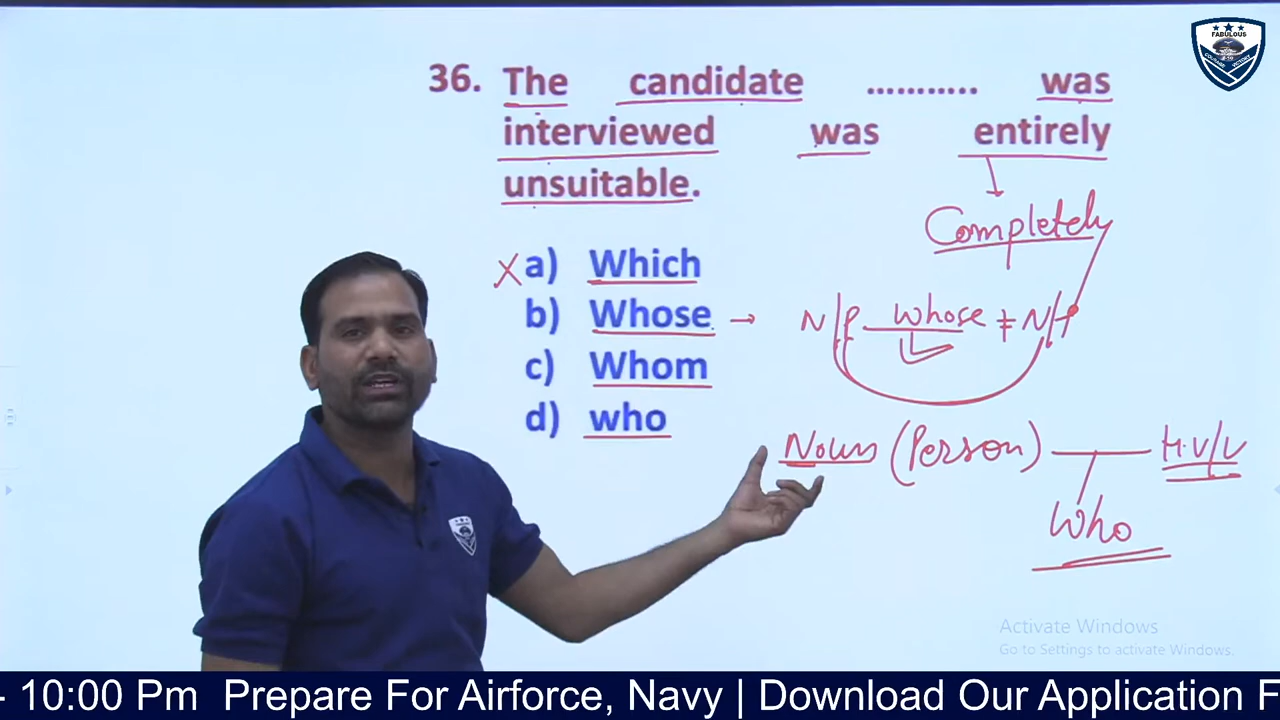 FABULOUS
36. The candidate ........... was
interviewed was entirely
unsuitable.
Completely
X a) Which
b) Whose → N/P whose + N/P
c) Whom
d) who
Noun (Person) H.V/V
who
Activate Windows
Go to Settings to activate Windows.
- 10:00 Pm Prepare For Airforce, Navy | Download Our Application F